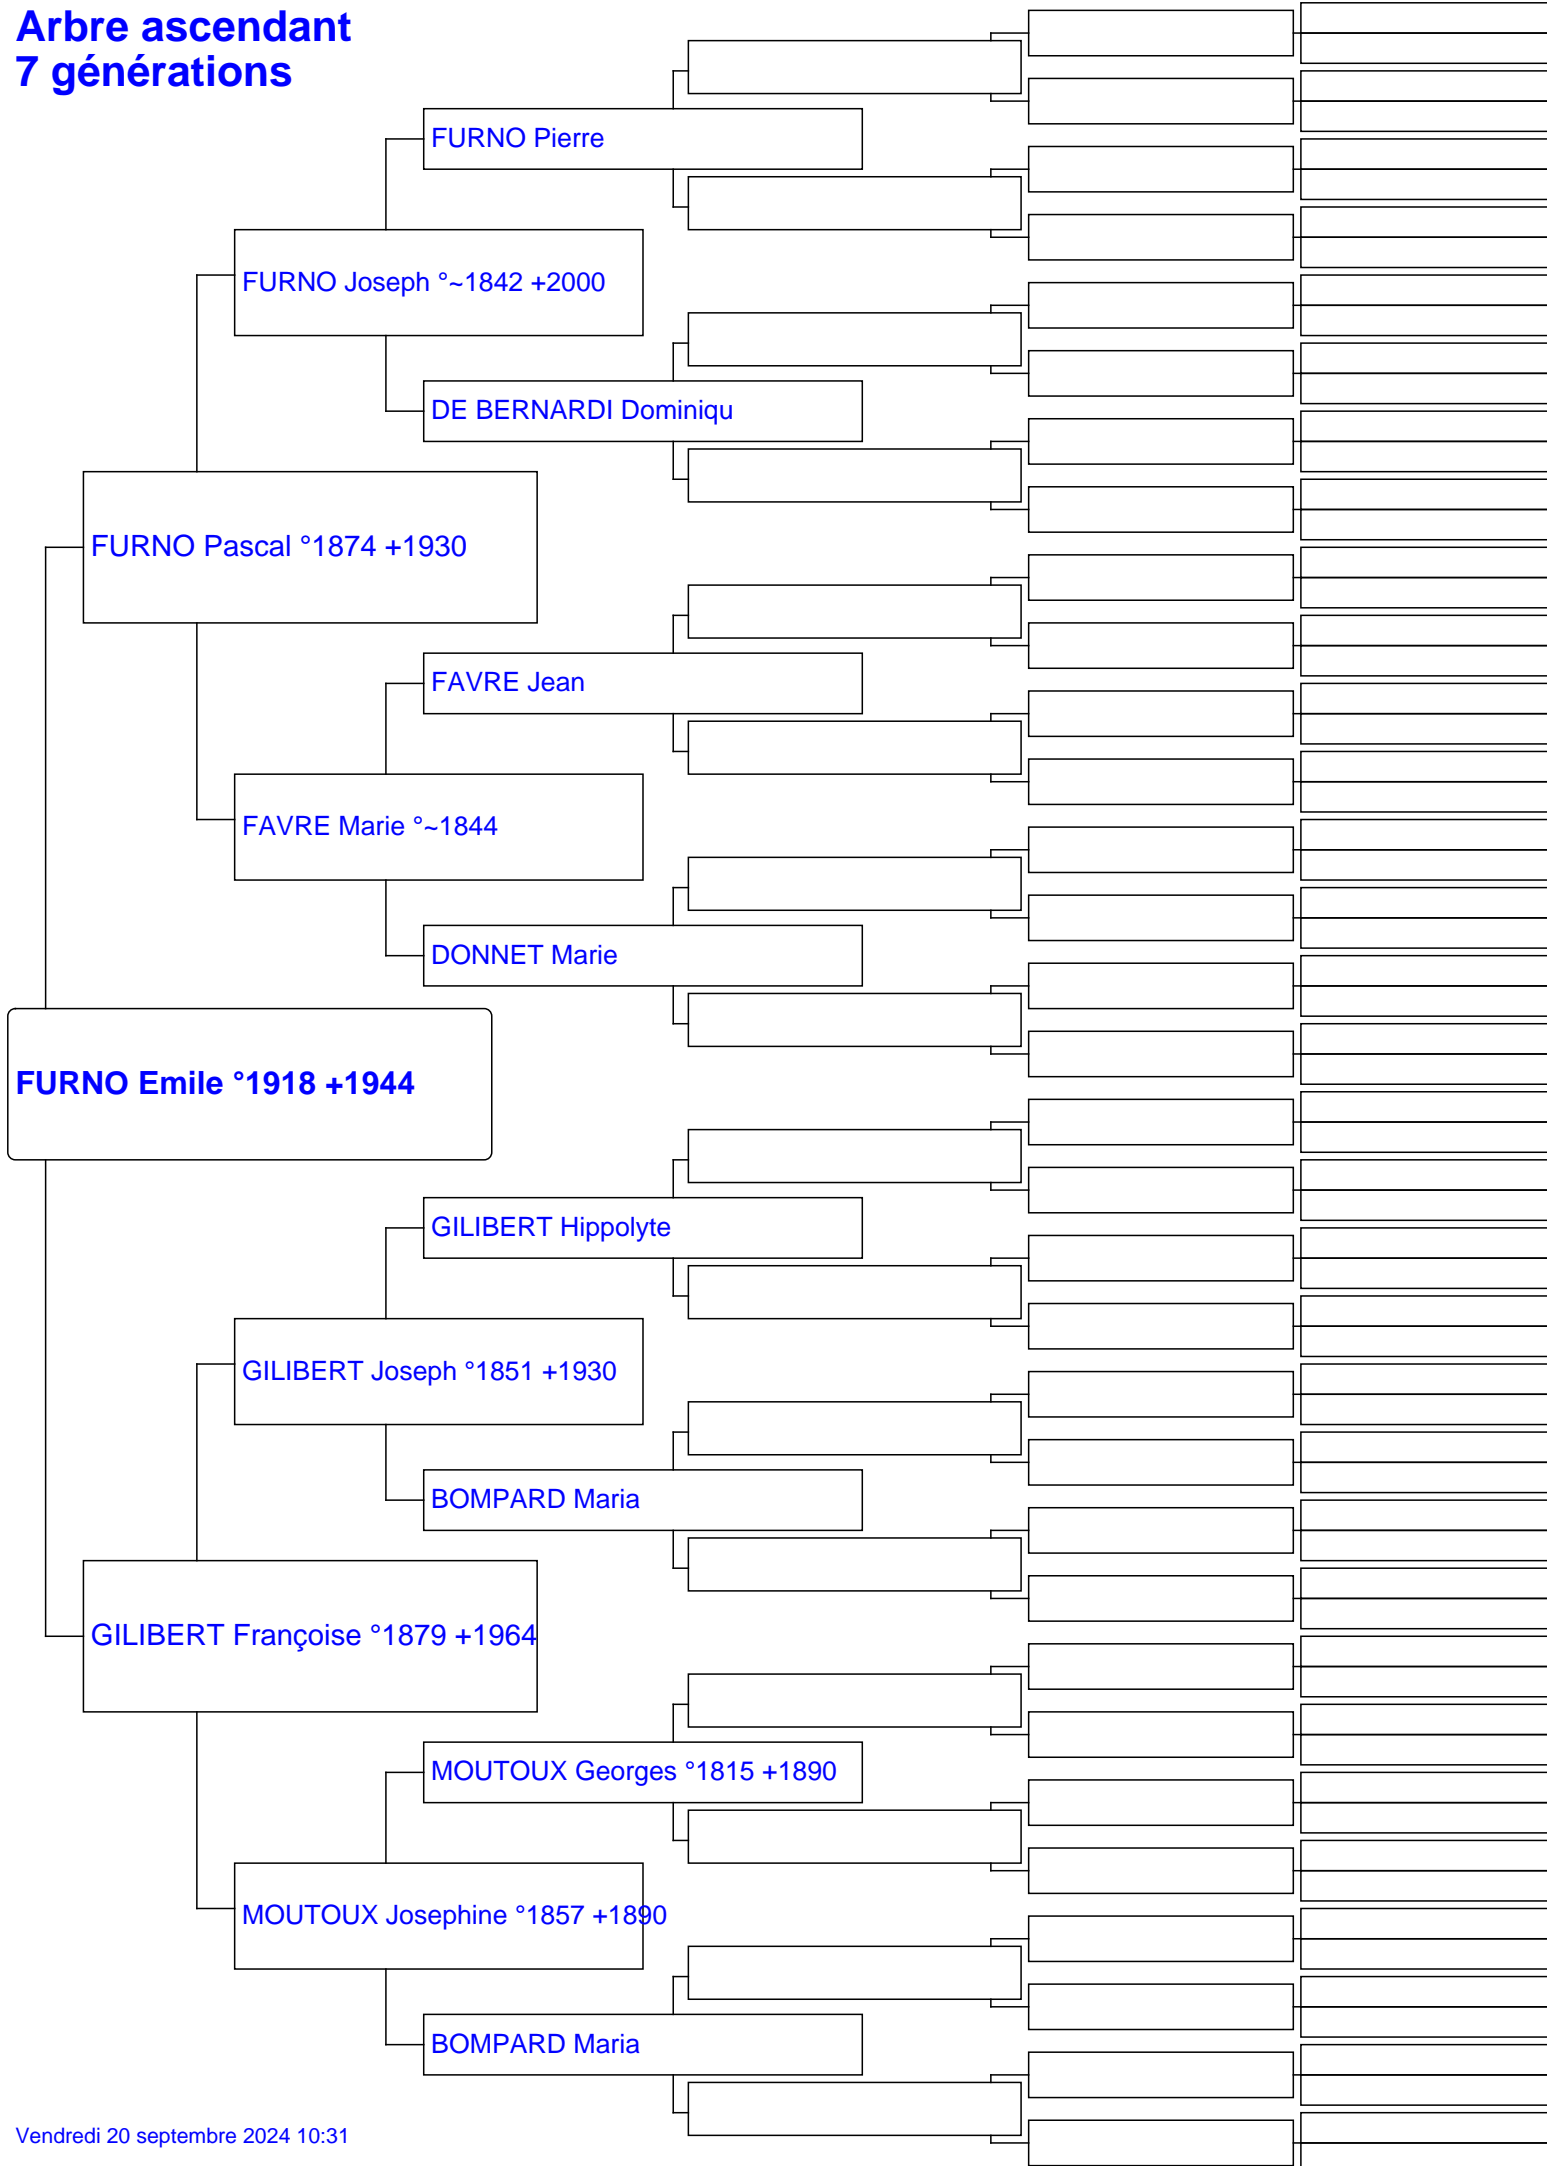 Arbre ascendant
7 générations
FURNO Pierre
FURNO Joseph °~1842 +2000
DE BERNARDI Dominiqu
FURNO Pascal °1874 +1930
FAVRE Jean
FAVRE Marie °~1844
DONNET Marie
FURNO Emile °1918 +1944
GILIBERT Hippolyte
GILIBERT Joseph °1851 +1930
BOMPARD Maria
GILIBERT Françoise °1879 +1964
MOUTOUX Georges °1815 +1890
MOUTOUX Josephine °1857 +1890
BOMPARD Maria
Vendredi 20 septembre 2024 10:31